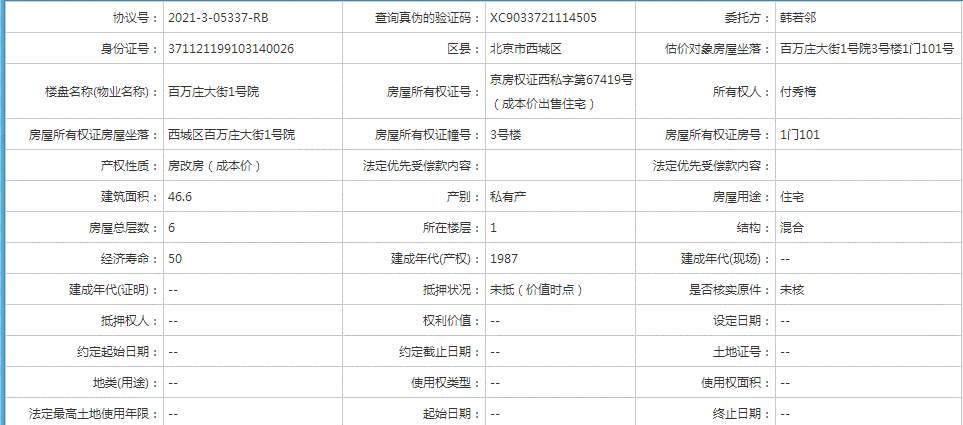 协议号： 2021-3-05337-RB 查询真伪的验证码： XC9033721114505 委托方： 韩若邻
身份证号： 371121199103140026 区县： 北京市西城区 估价对象房屋坐落： 百万庄大街1号院3号楼1门101号
楼盘名称(物业名称)： 百万庄大街1号院 房屋所有权证号： 京房权证西私字第67419号
（成本价出售住宅） 所有权人： 付秀梅
房屋所有权证房屋坐落： 西城区百万庄大街1号院 房屋所有权证幢号： 3号楼 房屋所有权证房号： 1门101
产权性质： 房改房（成本价） 法定优先受偿款内容： 法定优先受偿款内容：
建筑面积： 46.6 产别： 私有产 房屋用途： 住宅
房屋总层数： 6 所在楼层： 1 结构： 混合
经济寿命： 50 建成年代(产权)： 1987 建成年代(现场)： --
建成年代(证明)： -- 抵押状况： 未抵（价值时点） 是否核实原件： 未核
抵押权人： -- 权利价值： -- 设定日期： --
约定起始日期： -- 约定截止日期： -- 土地证号： --
地类(用途)： -- 使用权类型： -- 使用权面积： --
法定最高土地使用年限： -- 起始日期： -- 终止日期： --